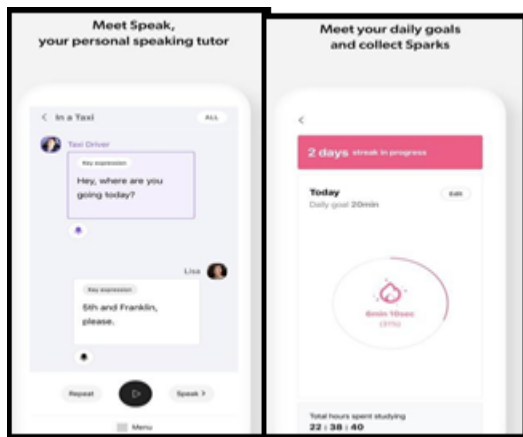 Meet Speak,
your personal speaking tutor
In a Taxi
ALL
Taxi Driver
Key expression
Hey, where are you
going today?
Lisa
Key expression
5th and Franklin,
please.
Repeat
Speak >
Menu
Meet your daily goals
and collect Sparks
2 days streak in progress
Today
Edit
Daily goal 20min
6min 10sec
(31%)
Total hours spent studying
22 : 38 : 40